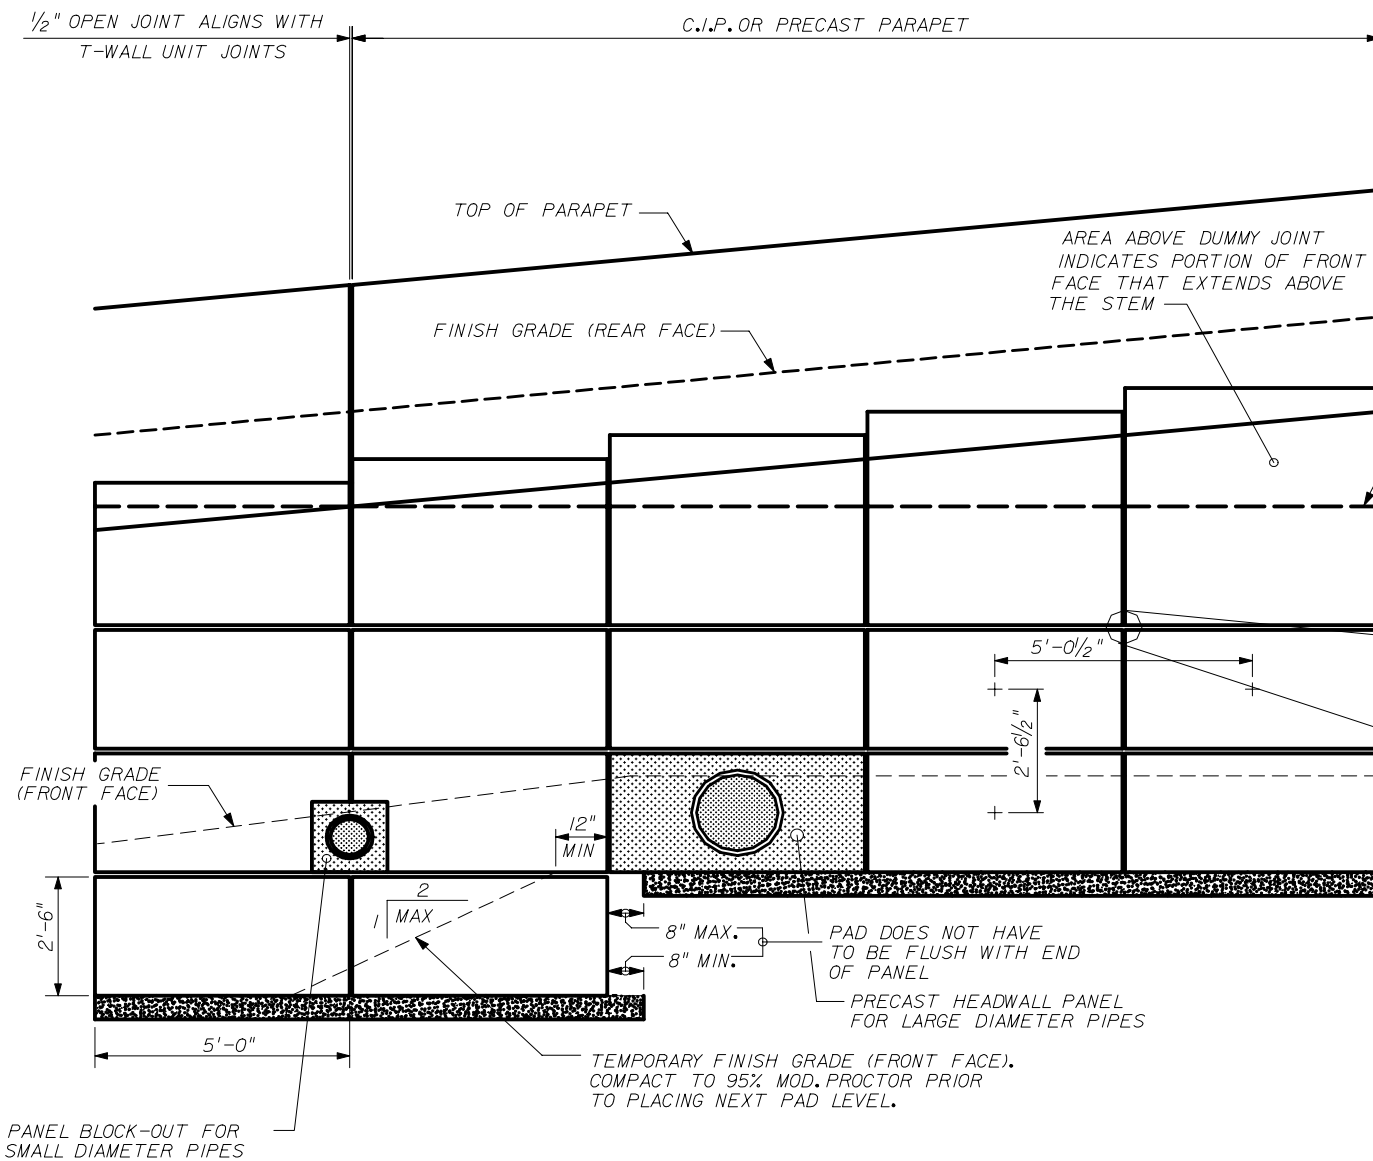 ½" OPEN JOINT ALIGNS WITH
T-WALL UNIT JOINTS
C.I.P. OR PRECAST PARAPET
TOP OF PARAPET
AREA ABOVE DUMMY JOINT
INDICATES PORTION OF FRONT
FACE THAT EXTENDS ABOVE
THE STEM
FINISH GRADE (REAR FACE)
5'-0½"
2'-6½"
FINISH GRADE
(FRONT FACE)
12"
MIN
2
1
MAX
2'-6"
8" MAX.
8" MIN.
PAD DOES NOT HAVE
TO BE FLUSH WITH END
OF PANEL
PRECAST HEADWALL PANEL
FOR LARGE DIAMETER PIPES
5'-0"
TEMPORARY FINISH GRADE (FRONT FACE).
COMPACT TO 95% MOD. PROCTOR PRIOR
TO PLACING NEXT PAD LEVEL.
PANEL BLOCK-OUT FOR
SMALL DIAMETER PIPES